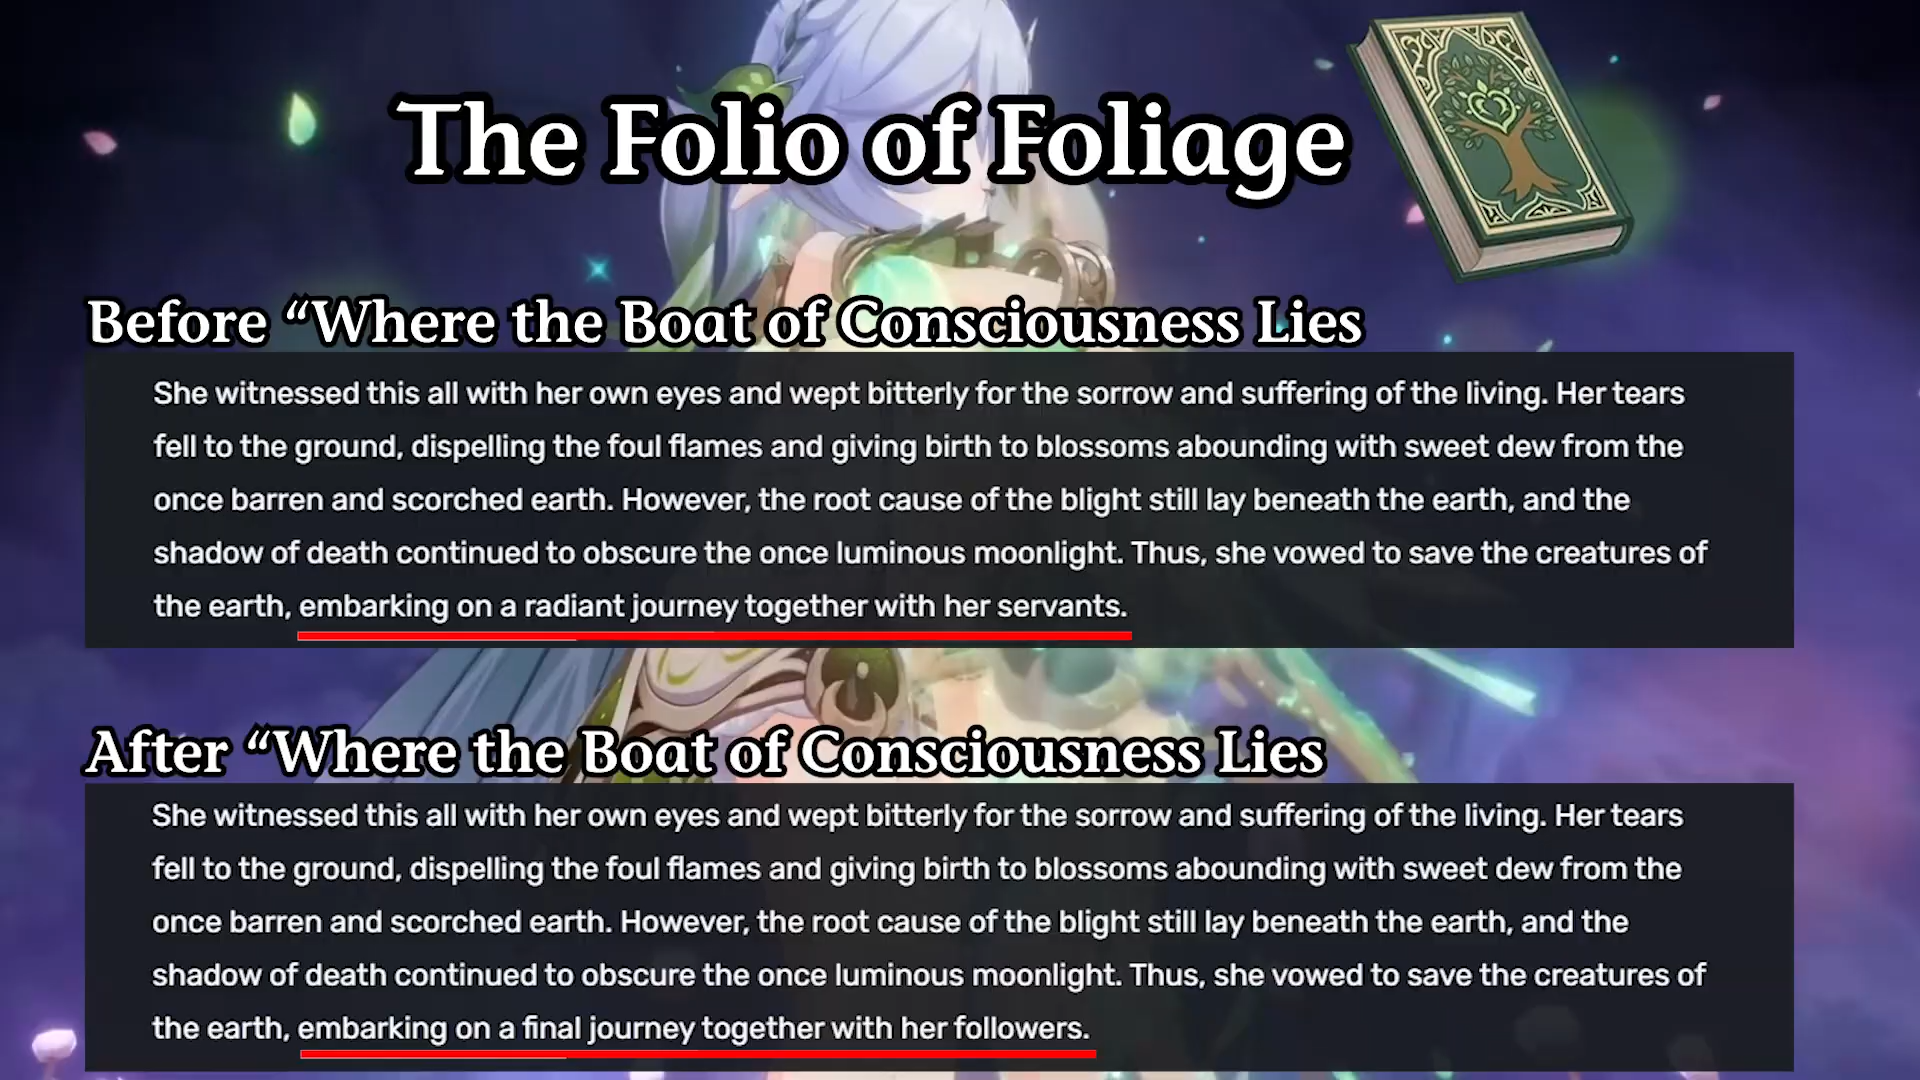 The Folio of Foliage
Before “Where the Boat of Consciousness Lies
She witnessed this all with her own eyes and wept bitterly for the sorrow and suffering of the living. Her tears
fell to the ground, dispelling the foul flames and giving birth to blossoms abounding with sweet dew from the
once barren and scorched earth. However, the root cause of the blight still lay beneath the earth, and the
shadow of death continued to obscure the once luminous moonlight. Thus, she vowed to save the creatures of
the earth, embarking on a radiant journey together with her servants.
After “Where the Boat of Consciousness Lies
She witnessed this all with her own eyes and wept bitterly for the sorrow and suffering of the living. Her tears
fell to the ground, dispelling the foul flames and giving birth to blossoms abounding with sweet dew from the
once barren and scorched earth. However, the root cause of the blight still lay beneath the earth, and the
shadow of death continued to obscure the once luminous moonlight. Thus, she vowed to save the creatures of
the earth, embarking on a final journey together with her followers.